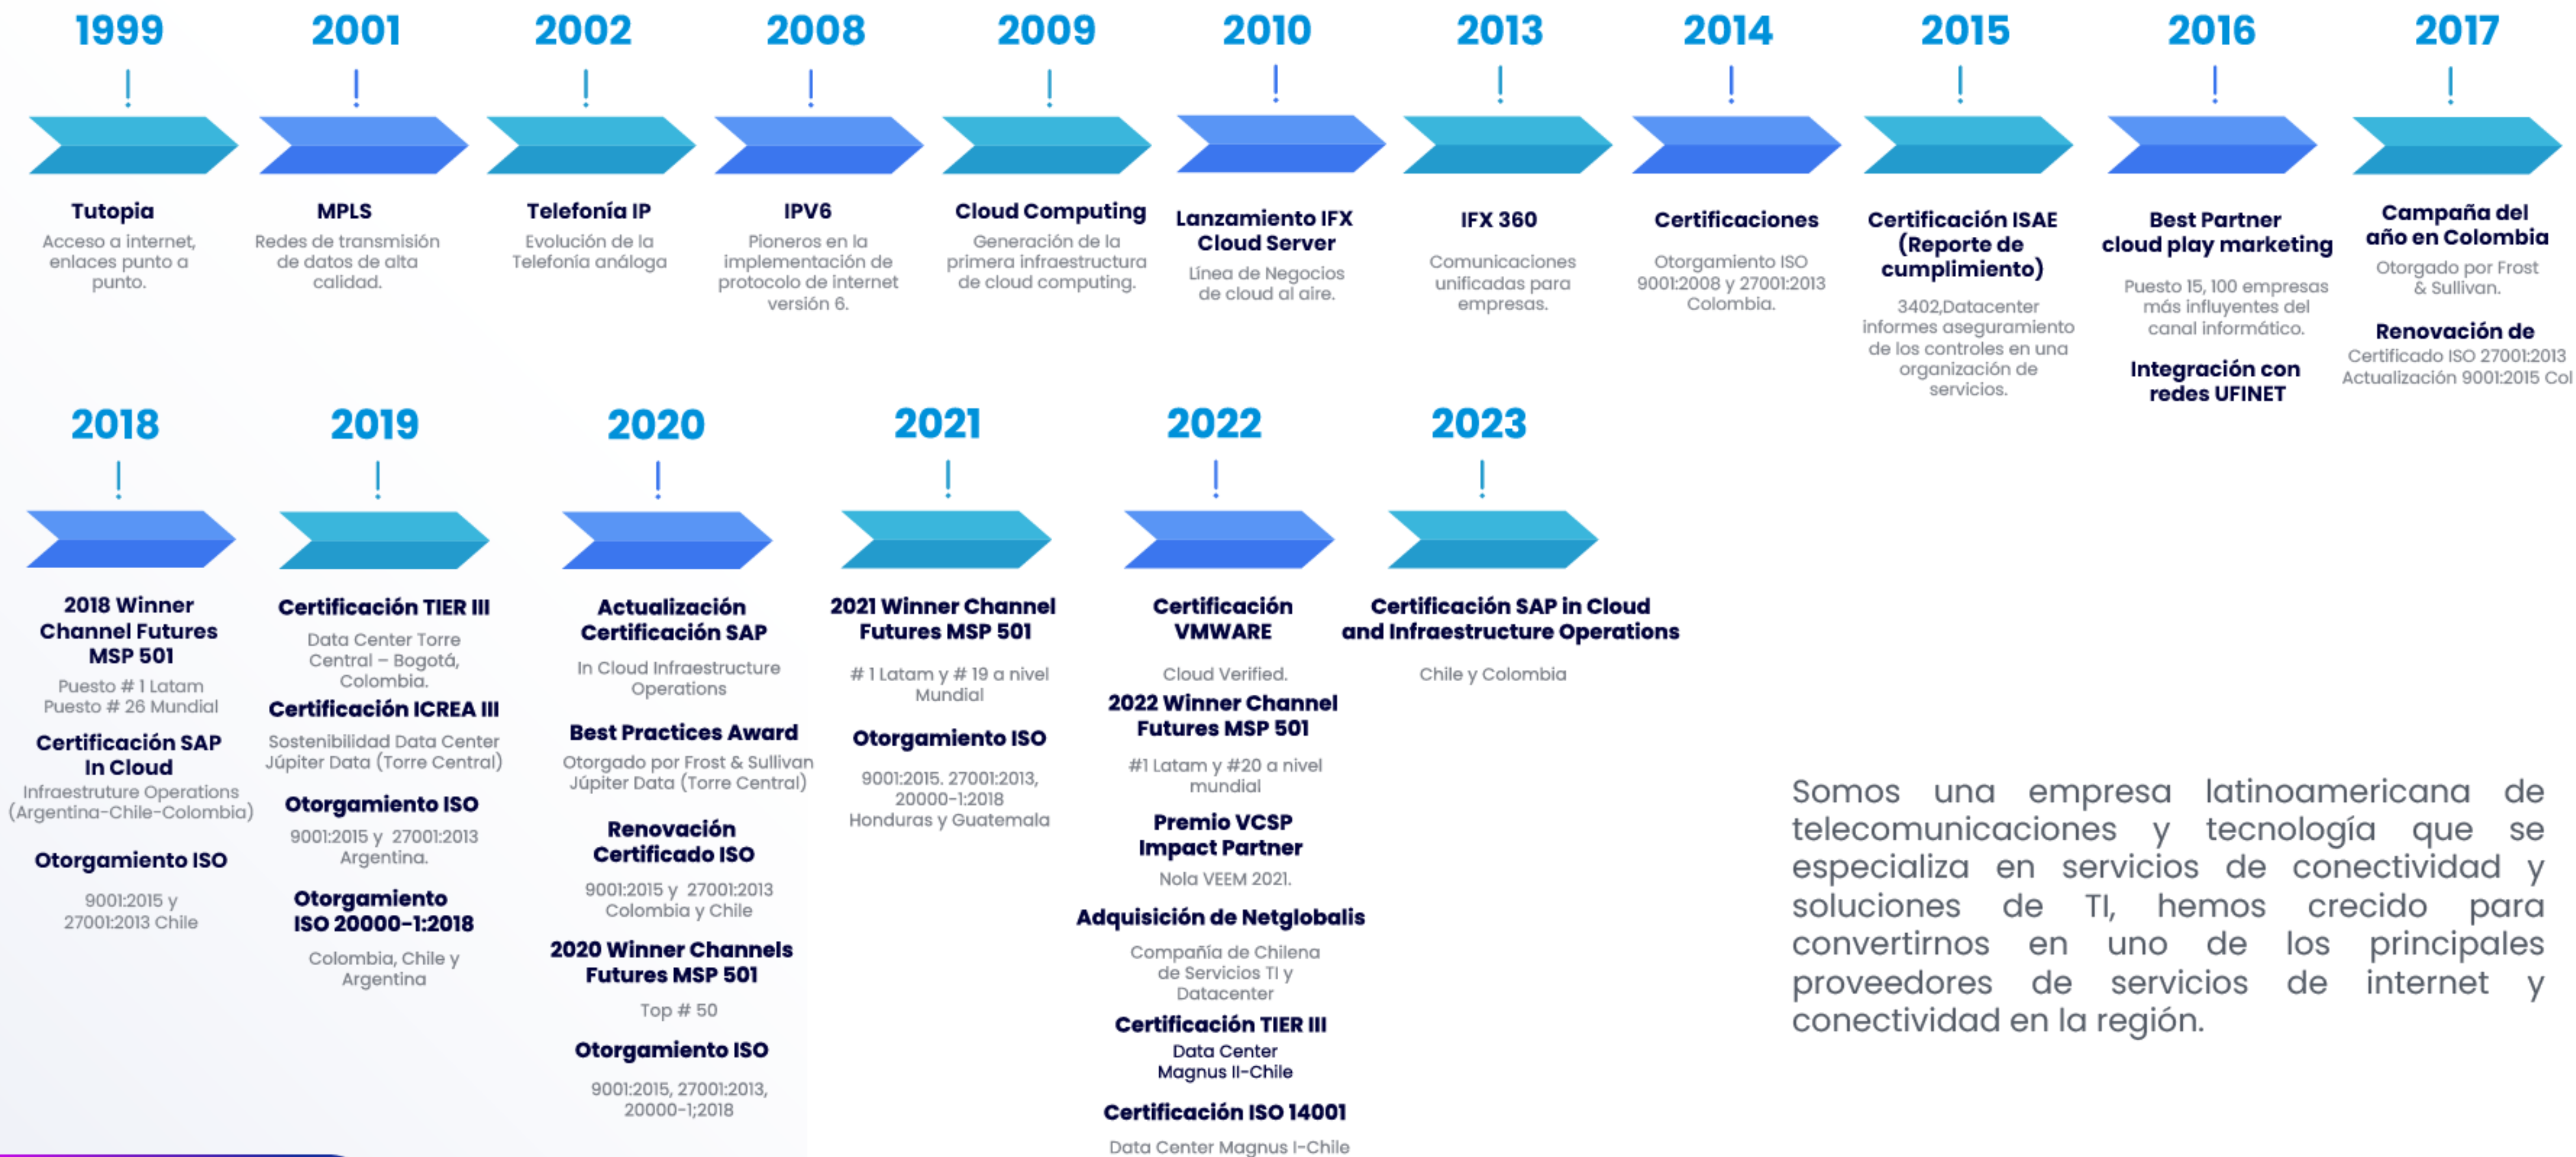 1999
Tutopia
Acceso a internet,
enlaces punto a
punto.
2001
MPLS
Redes de transmisión
de datos de alta
calidad.
2002
Telefonía IP
Evolución de la
Telefonía análoga
2008
IPV6
Pioneros en la
implementación de
protocolo de internet
versión 6.
2009
Cloud Computing
Generación de la
primera infraestructura
de cloud computing.
2010
Lanzamiento IFX
Cloud Server
Línea de Negocios
de cloud al aire.
2013
IFX 360
Comunicaciones
unificadas para
empresas.
2014
Certificaciones
Otorgamiento ISO
9001:2008 y 27001:2013
Colombia.
2015
Certificación ISAE
(Reporte de
cumplimiento)
3402,Datacenter
informes aseguramiento
de los controles en una
organización de
servicios.
2016
Best Partner
cloud play marketing
Puesto 15, 100 empresas
más influyentes del
canal informático.
Integración con
redes UFINET
2017
Campaña del
año en Colombia
Otorgado por Frost
& Sullivan.
Renovación de
Certificado ISO 27001:2013
Actualización 9001:2015 Col
2018
2018 Winner
Channel Futures
MSP 501
Puesto # 1 Latam
Puesto # 26 Mundial
Certificación SAP
In Cloud
Infraestruture Operations
(Argentina-Chile-Colombia)
Otorgamiento ISO
9001:2015 y
27001:2013 Chile
2019
Certificación TIER III
Data Center Torre
Central – Bogotá,
Colombia.
Certificación ICREA III
Sostenibilidad Data Center
Júpiter Data (Torre Central)
Otorgamiento ISO
9001:2015 y 27001:2013
Argentina.
Otorgamiento
ISO 20000-1:2018
Colombia, Chile y
Argentina
2020
Actualización
Certificación SAP
In Cloud Infraestructure
Operations
Best Practices Award
Otorgado por Frost & Sullivan
Júpiter Data (Torre Central)
Renovación
Certificado ISO
9001:2015 y 27001:2013
Colombia y Chile
2020 Winner Channels
Futures MSP 501
Top # 50
Otorgamiento ISO
9001:2015, 27001:2013,
20000-1;2018
2021
2021 Winner Channel
Futures MSP 501
# 1 Latam y # 19 a nivel
Mundial
Otorgamiento ISO
9001:2015. 27001:2013,
20000-1:2018
Honduras y Guatemala
2022
Certificación
VMWARE
Cloud Verified.
2022 Winner Channel
Futures MSP 501
#1 Latam y #20 a nivel
mundial
Premio VCSP
Impact Partner
Nola VEEM 2021.
Adquisición de Netglobalis
Compañía de Chilena
de Servicios TI y
Datacenter
Certificación TIER III
Data Center
Magnus II-Chile
Certificación ISO 14001
Data Center Magnus I-Chile
2023
Certificación SAP in Cloud
and Infraestructure Operations
Chile y Colombia
Somos una empresa latinoamericana de
telecomunicaciones y tecnología que se
especializa en servicios de conectividad y
soluciones de TI, hemos crecido para
convertirnos en uno de los principales
proveedores de servicios de internet y
conectividad en la región.